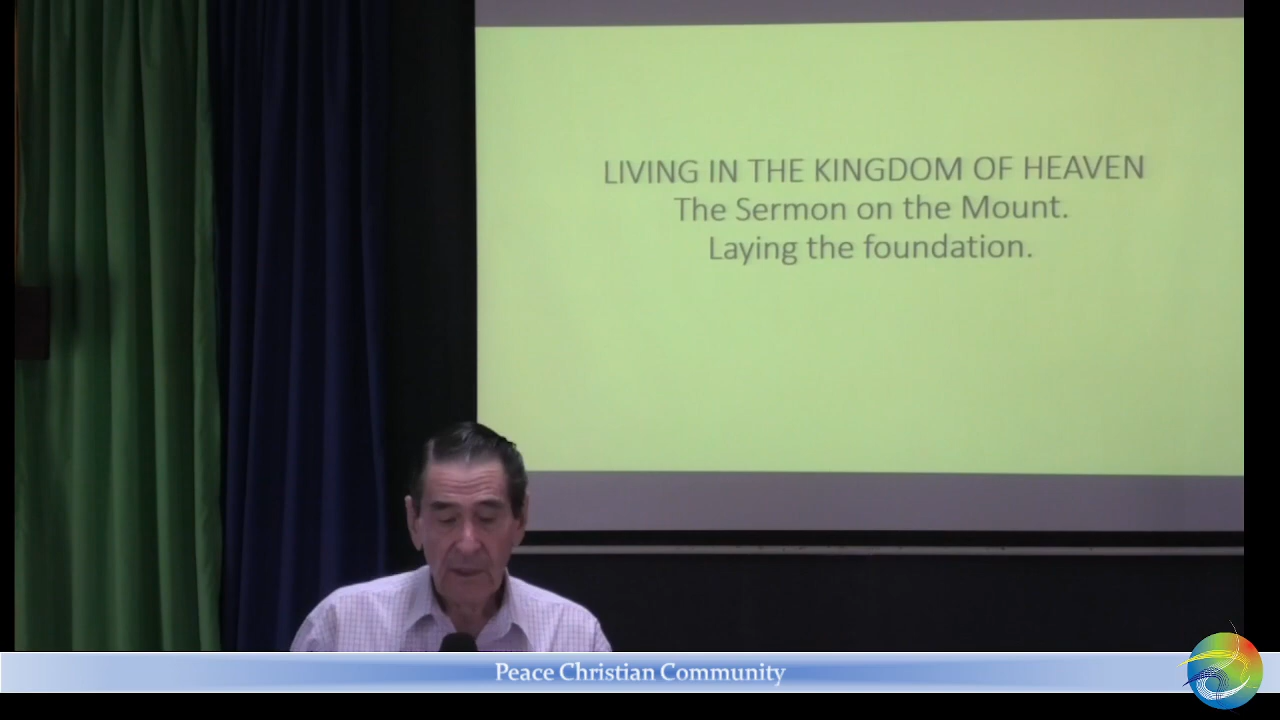 LIVING IN THE KINGDOM OF HEAVEN
The Sermon on the Mount.
Laying the foundation.
Peace Christian Community